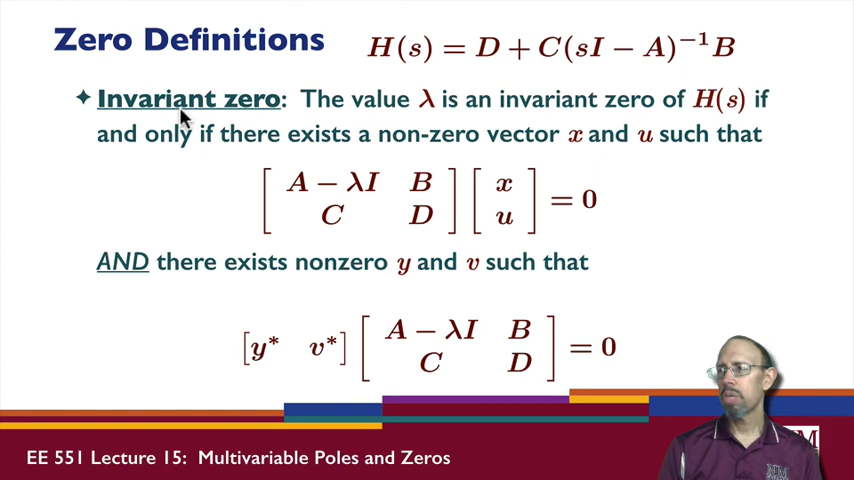 Zero Definitions
H(s) = D + C(sI − A)⁻¹B
✦ Invariant zero: The value λ is an invariant zero of H(s) if
and only if there exists a non-zero vector x and u such that
[ A − λI B ] [ x ]
[ C D ] [ u ] = 0
AND there exists nonzero y and v such that
[y* v*] [ A − λI B ]
[ C D ] = 0
EE 551 Lecture 15: Multivariable Poles and Zeros